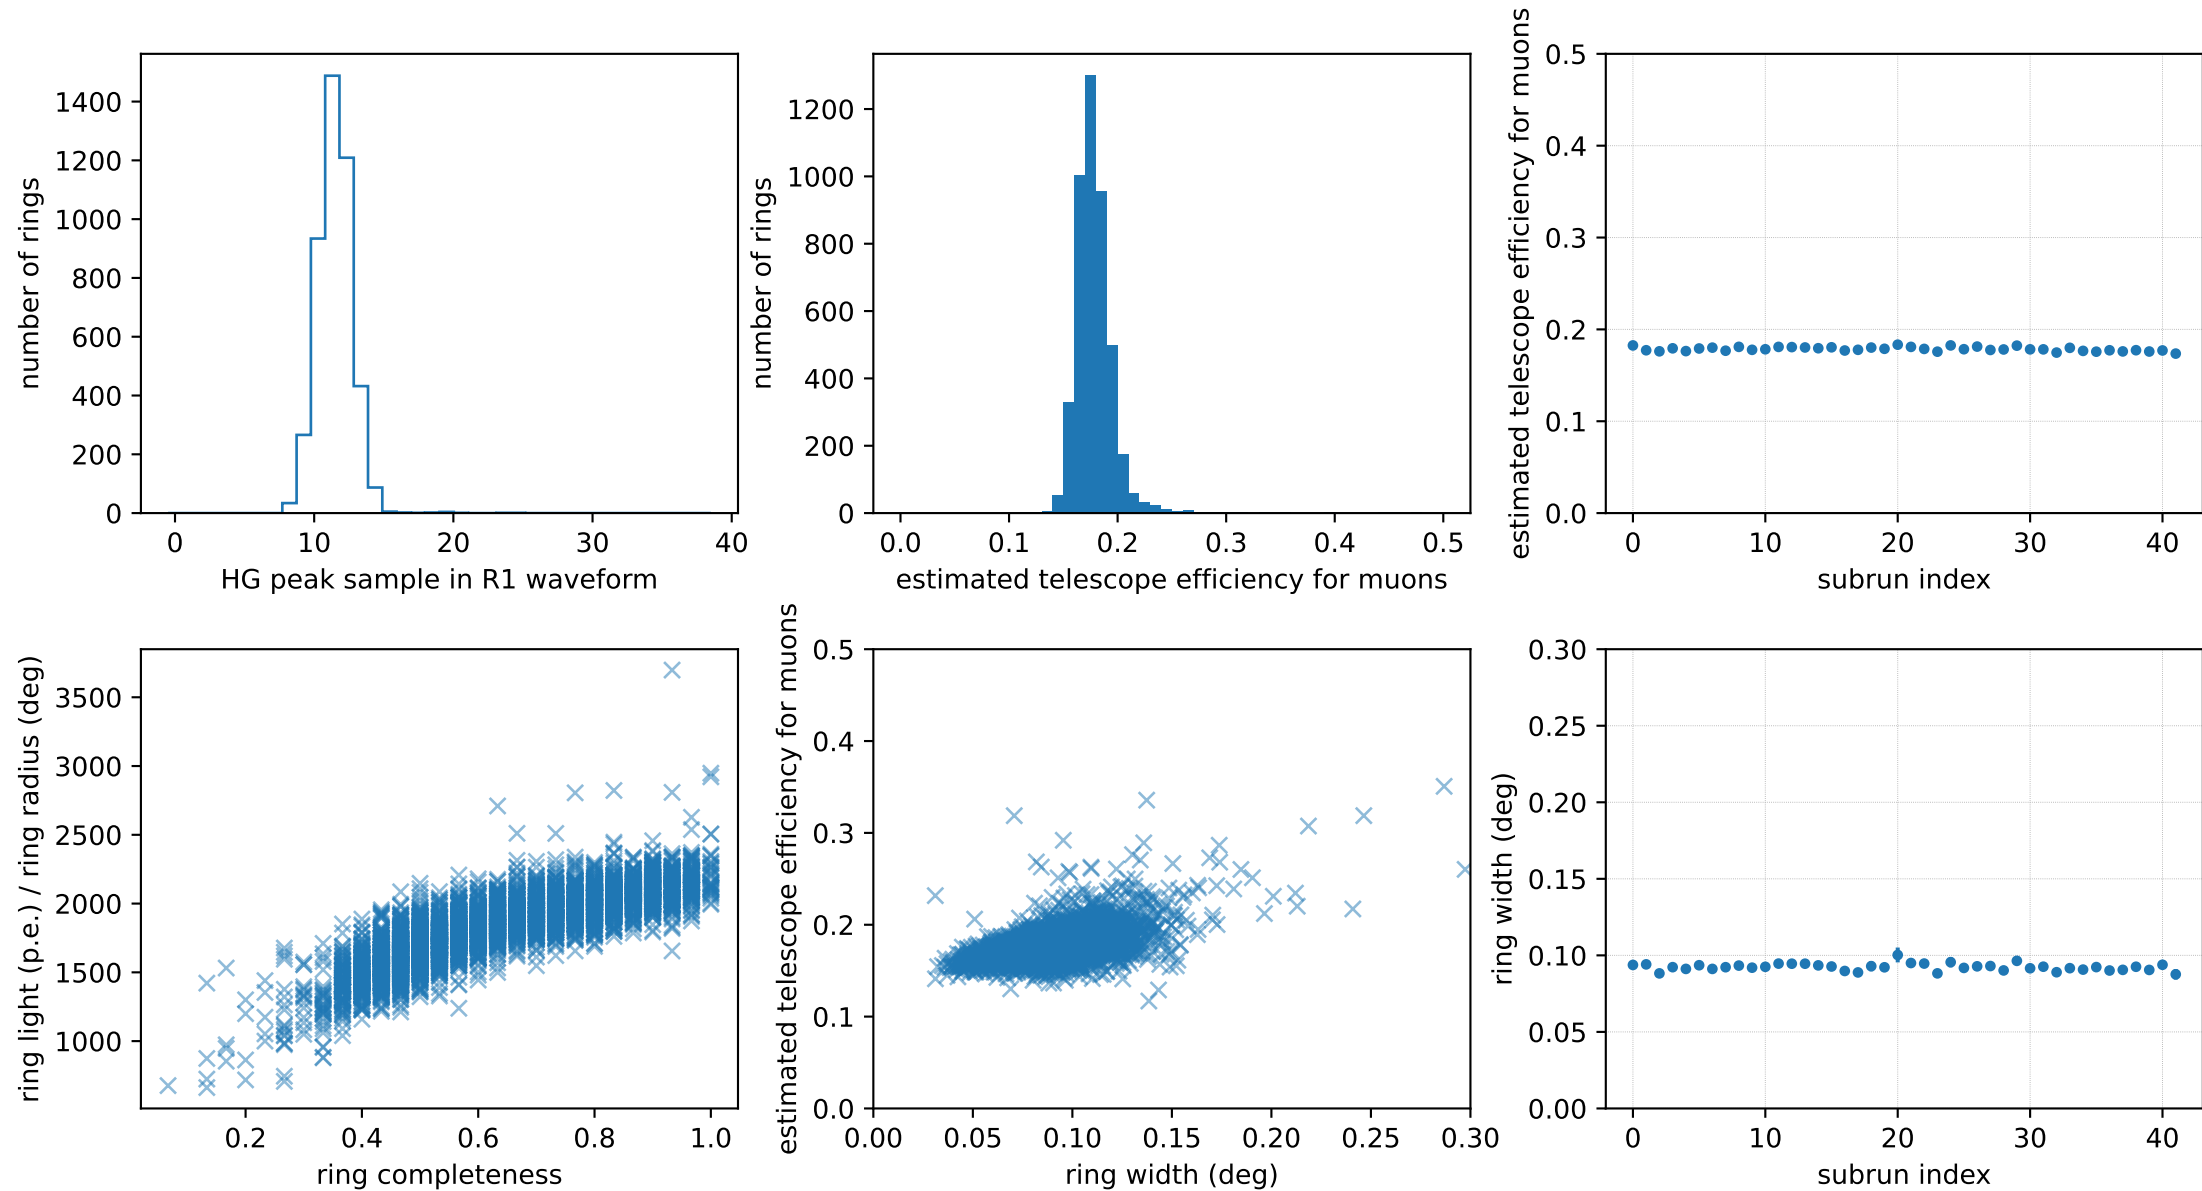 number of rings
1400
1200
1000
800
600
400
200
0
0 10 20 30 40
HG peak sample in R1 waveform
number of rings
1200
1000
800
600
400
200
0
0.0 0.1 0.2 0.3 0.4 0.5
estimated telescope efficiency for muons
estimated telescope efficiency for muons
0.5
0.4
0.3
0.2
0.1
0.0
0 10 20 30 40
subrun index
ring light (p.e.) / ring radius (deg)
3500
3000
2500
2000
1500
1000
0.2 0.4 0.6 0.8 1.0
ring completeness
estimated telescope efficiency for muons
0.5
0.4
0.3
0.2
0.1
0.0
0.00 0.05 0.10 0.15 0.20 0.25 0.30
ring width (deg)
ring width (deg)
0.30
0.25
0.20
0.15
0.10
0.05
0.00
0 10 20 30 40
subrun index